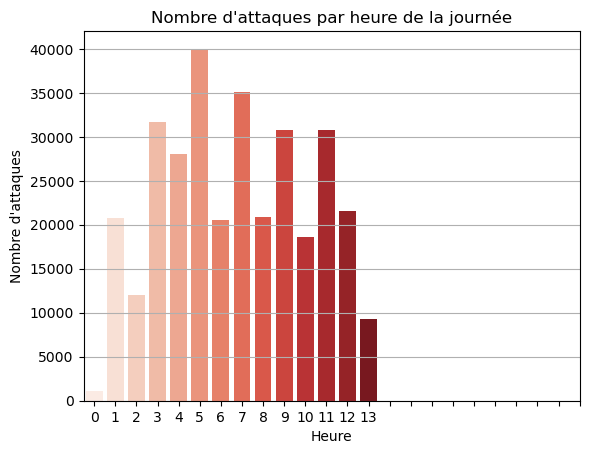 Nombre d'attaques par heure de la journée
Nombre d'attaques
40000
35000
30000
25000
20000
15000
10000
5000
0
0 1 2 3 4 5 6 7 8 9 10 11 12 13
Heure